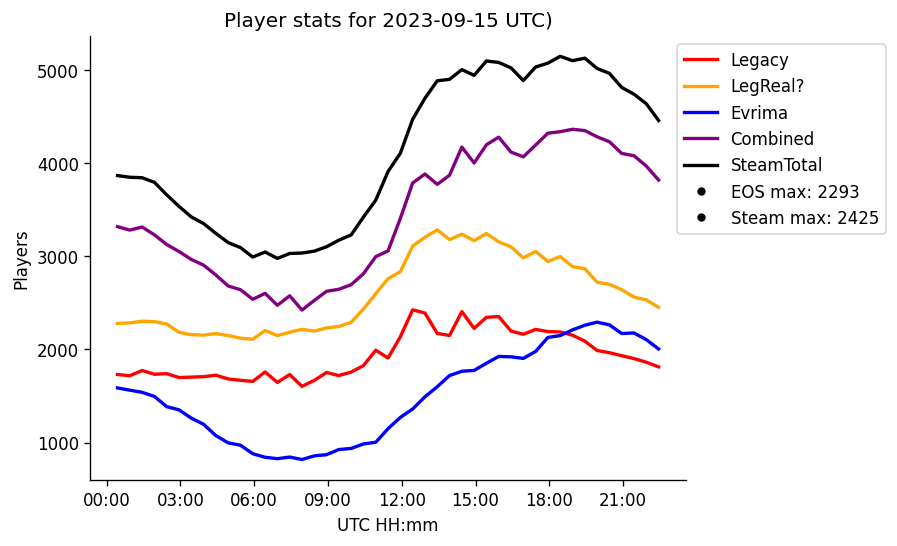 Player stats for 2023-09-15 UTC)
Players
5000
4000
3000
2000
1000
00:00 03:00 06:00 09:00 12:00 15:00 18:00 21:00
UTC HH:mm
Legacy
LegReal?
Evrima
Combined
SteamTotal
EOS max: 2293
Steam max: 2425